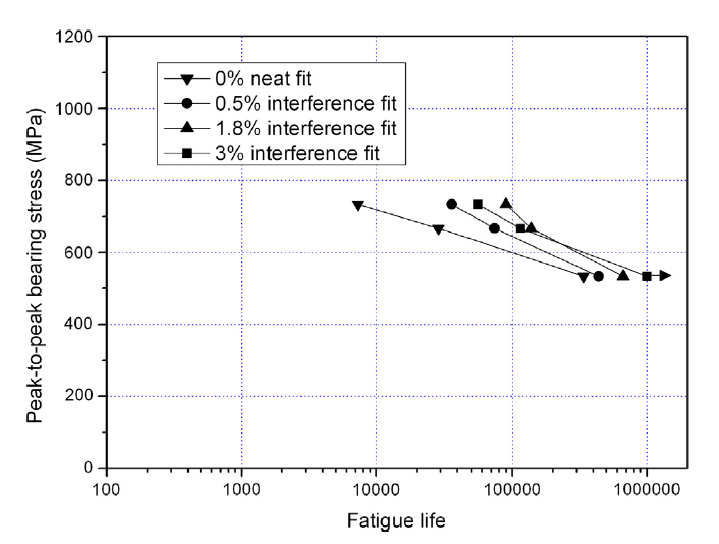 1200
1000
800
600
400
200
0
Peak-to-peak bearing stress (MPa)
0% neat fit
0.5% interference fit
1.8% interference fit
3% interference fit
100 1000 10000 100000 1000000
Fatigue life